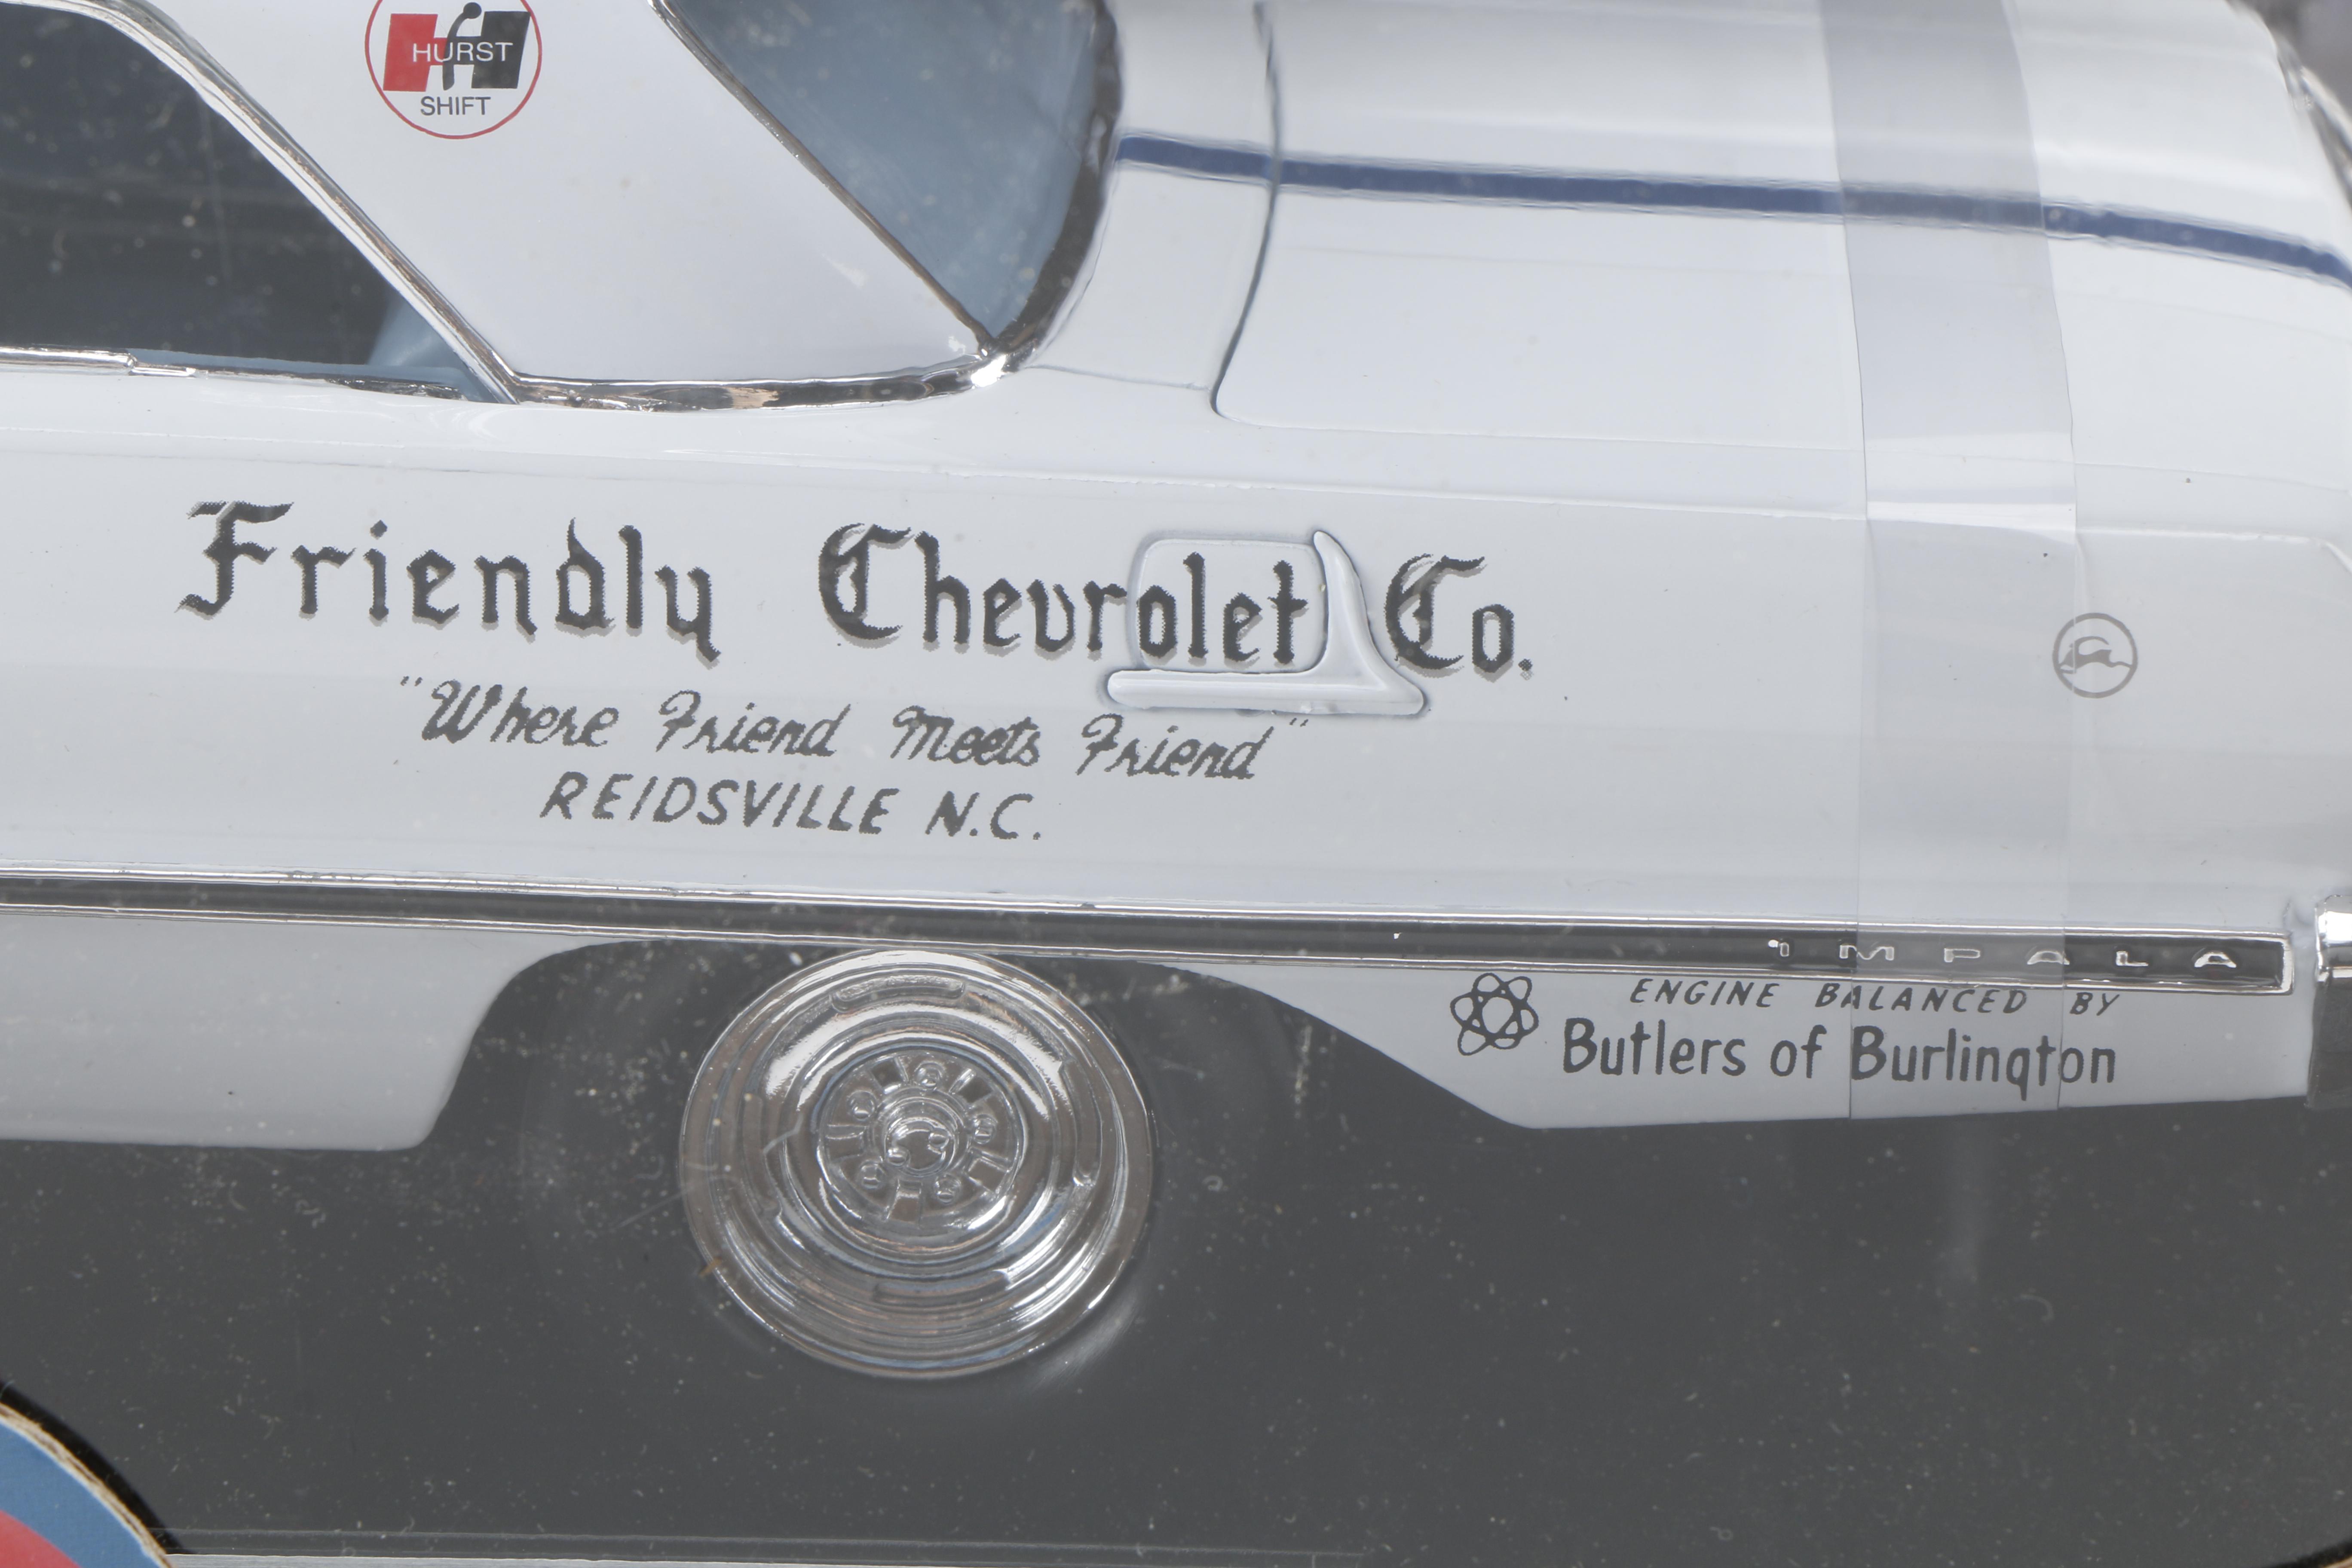 HURST
SHIFT
Friendly Chevrolet Co.
"Where Friend Meets Friend"
REIDSVILLE N.C.
IMPALA
ENGINE BALANCED BY
Butlers of Burlington